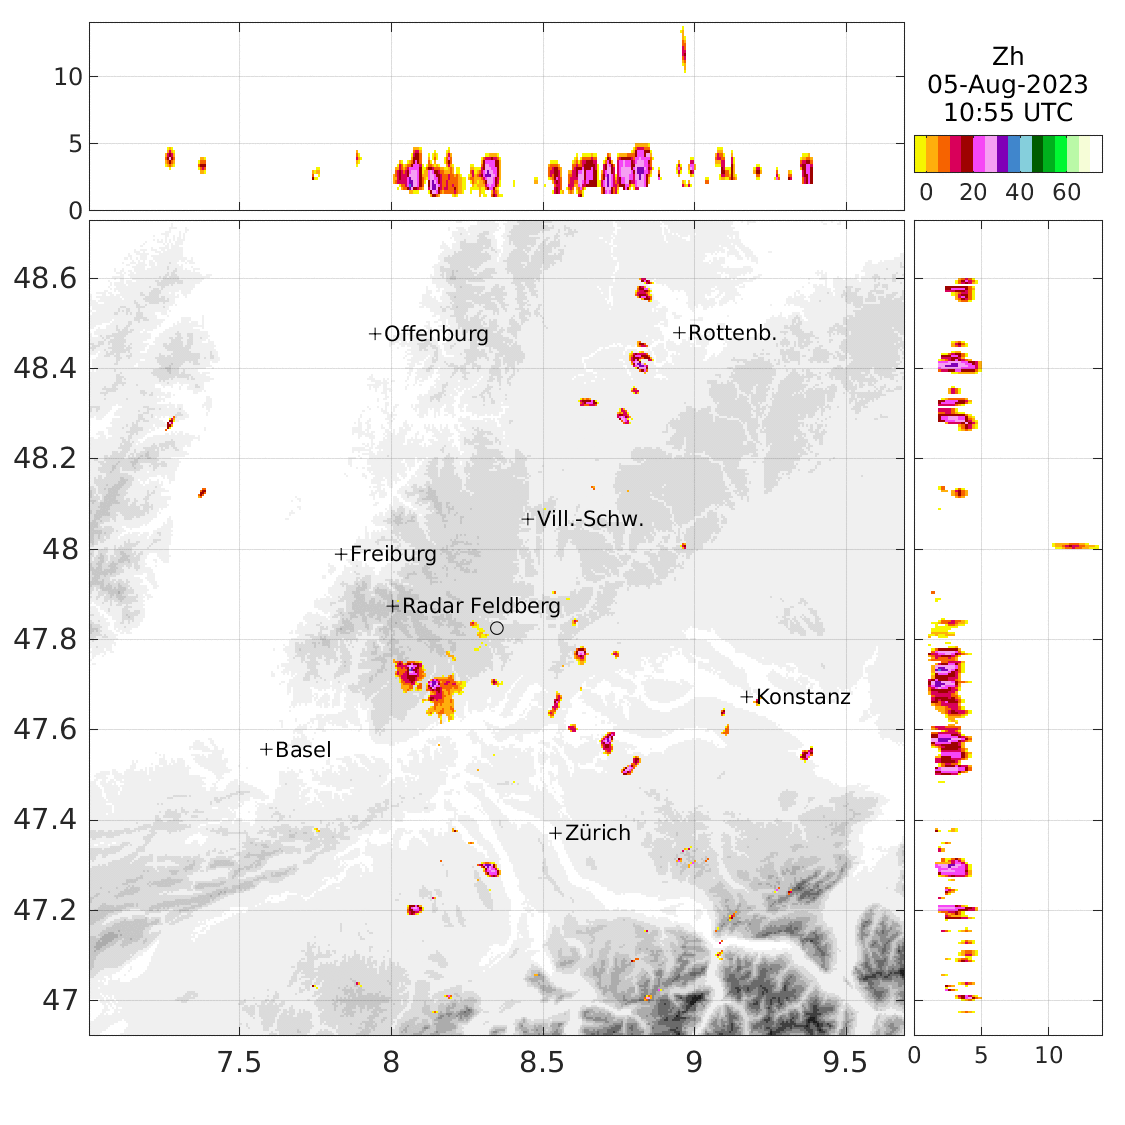 10
5
0
Zh
05-Aug-2023
10:55 UTC
0 20 40 60
48.6
48.4
48.2
48
47.8
47.6
47.4
47.2
47
Offenburg
Rottenb.
Vill.-Schw.
Freiburg
Radar Feldberg
Konstanz
Basel
Zürich
7.5 8 8.5 9 9.5
0 5 10